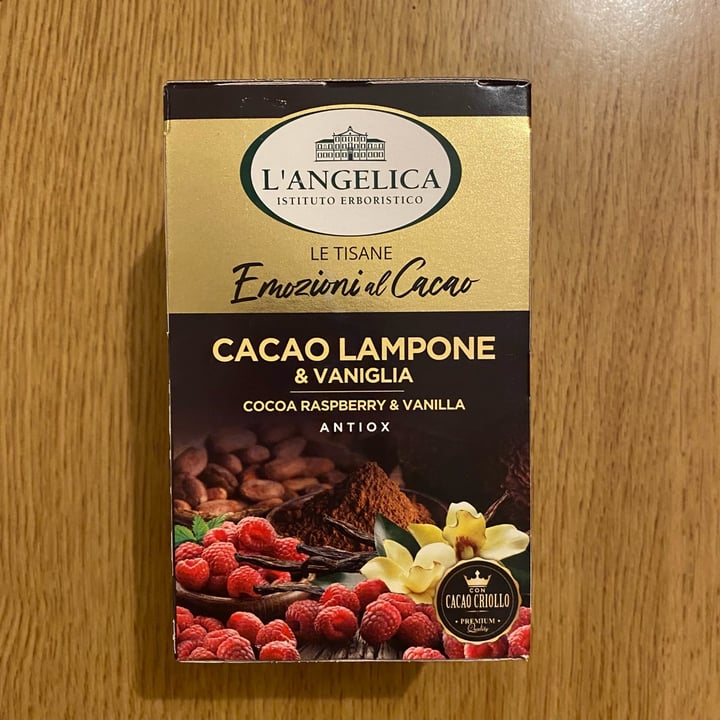 L'ANGELICA
ISTITUTO ERBORISTICO
LE TISANE
Emozioni al Cacao
CACAO LAMPONE
& VANIGLIA
COCOA RASPBERRY & VANILLA
ANTIOX
CON
CACAO CRIOLLO
• PREMIUM •
Quality